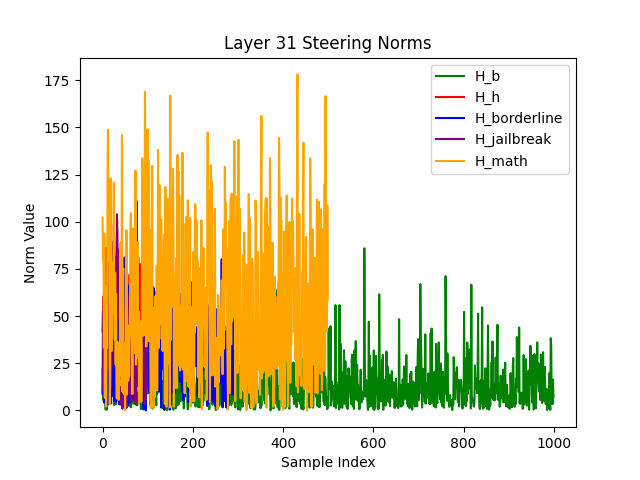 Layer 31 Steering Norms
H_b
H_h
H_borderline
H_jailbreak
H_math
Norm Value
175
150
125
100
75
50
25
0
0 200 400 600 800 1000
Sample Index